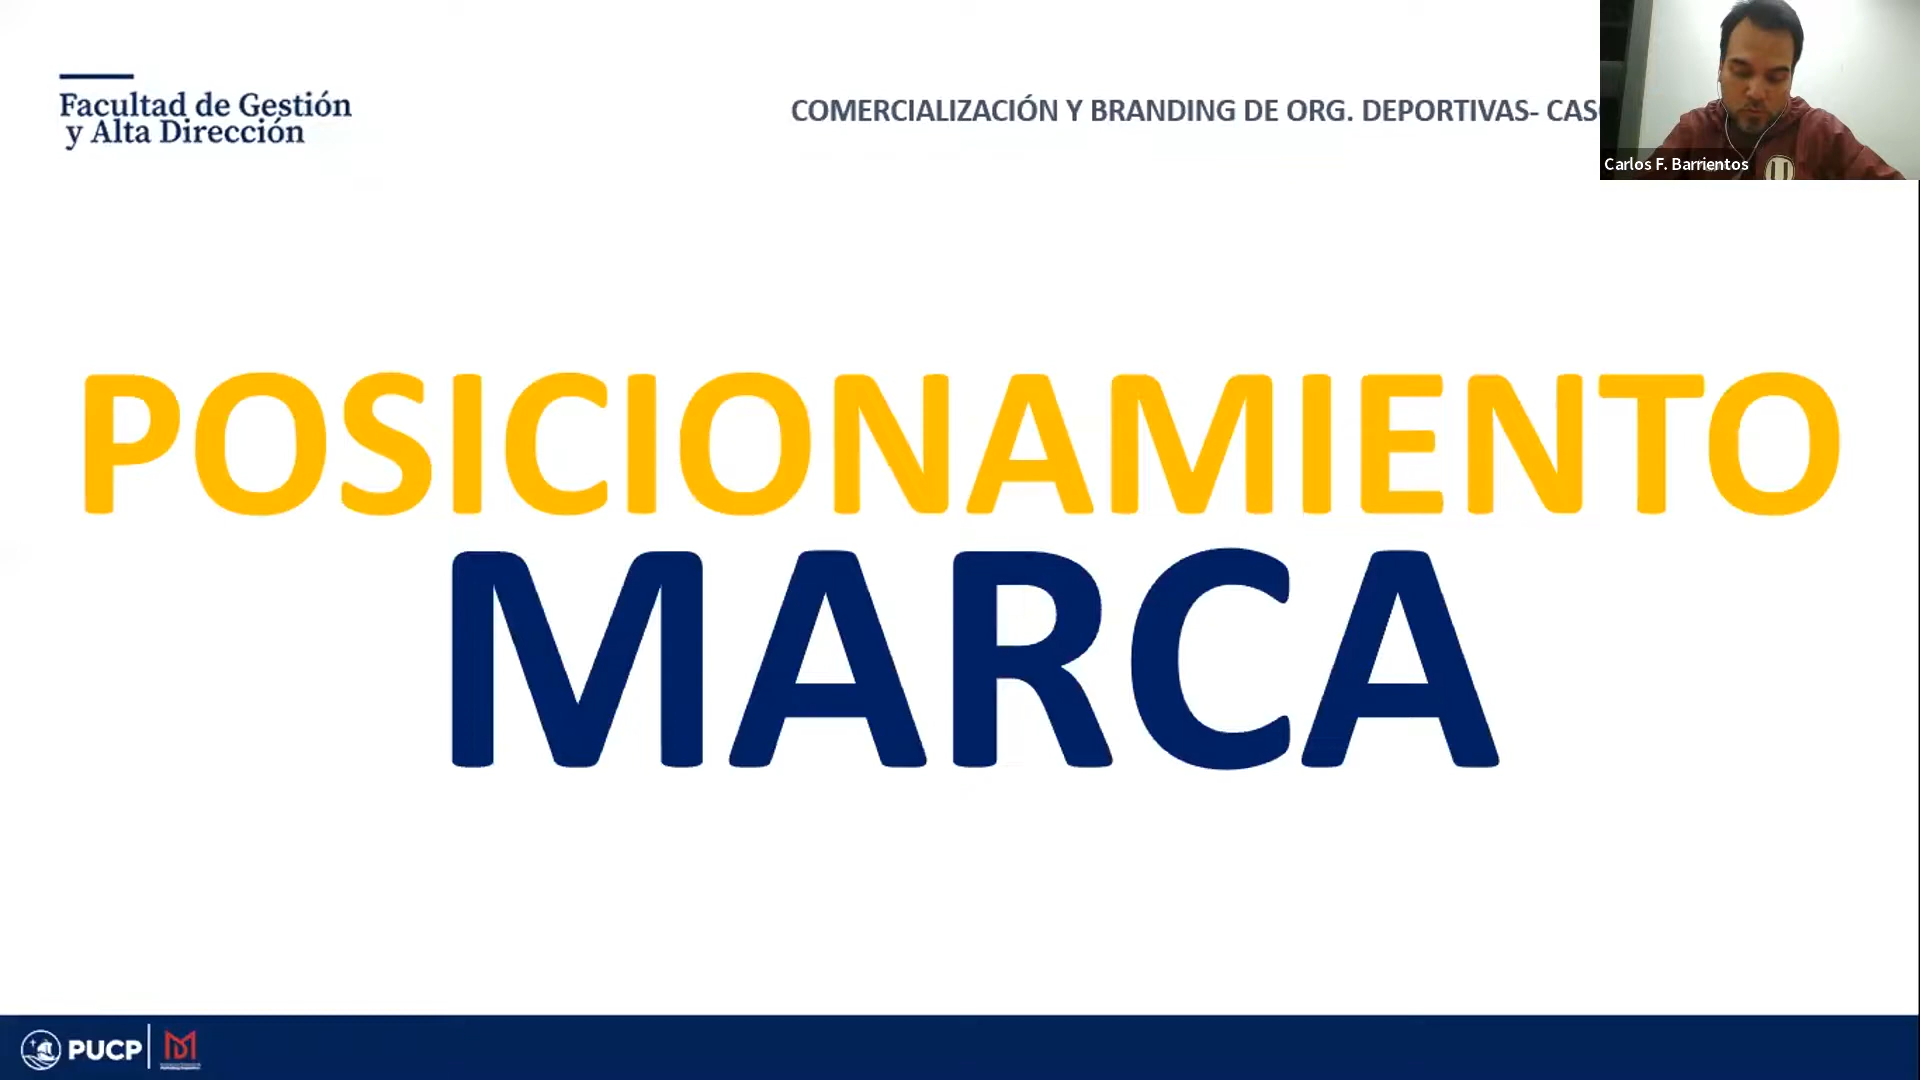 Facultad de Gestión
y Alta Dirección
COMERCIALIZACIÓN Y BRANDING DE ORG. DEPORTIVAS- CAS
Carlos F. Barrientos
POSICIONAMIENTO
MARCA
PUCP